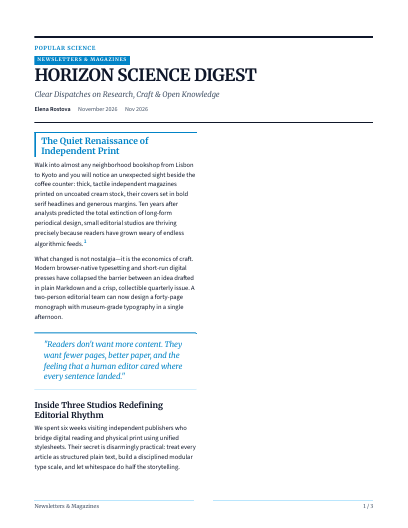 POPULAR SCIENCE
NEWSLETTERS & MAGAZINES
HORIZON SCIENCE DIGEST
Clear Dispatches on Research, Craft & Open Knowledge
Elena Rostova November 2026 Nov 2026
The Quiet Renaissance of
Independent Print
Walk into almost any neighborhood bookshop from Lisbon
to Kyoto and you will notice an unexpected sight beside the
coffee counter: thick, tactile independent magazines
printed on uncoated cream stock, their covers set in bold
serif headlines and generous margins. Ten years after
analysts predicted the total extinction of long-form
periodical design, small editorial studios are thriving
precisely because readers have grown weary of endless
algorithmic feeds.1
What changed is not nostalgia—it is the economics of craft.
Modern browser-native typesetting and short-run digital
presses have collapsed the barrier between an idea drafted
in plain Markdown and a crisp, collectible quarterly issue. A
two-person editorial team can now design a forty-page
monograph with museum-grade typography in a single
afternoon.
"Readers don't want more content. They
want fewer pages, better paper, and the
feeling that a human editor cared where
every sentence landed."
Inside Three Studios Redefining
Editorial Rhythm
We spent six weeks visiting independent publishers who
bridge digital reading and physical print using unified
stylesheets. Their secret is disarmingly practical: treat every
article as structured plain text, build a disciplined modular
type scale, and let whitespace do half the storytelling.
Newsletters & Magazines
1 / 3